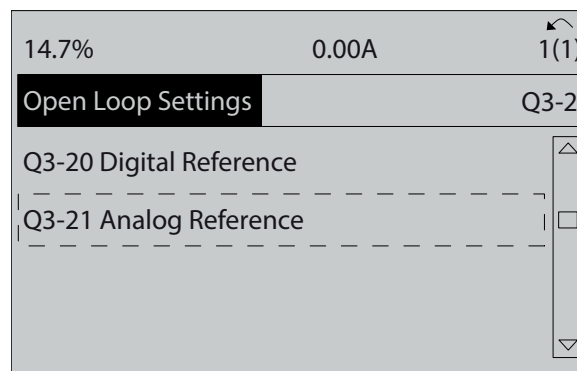 14.7% 0.00A 1(1)
Open Loop Settings Q3-2
Q3-20 Digital Reference
Q3-21 Analog Reference